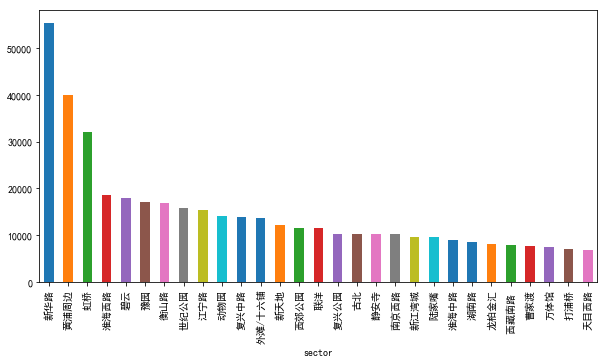 50000
40000
30000
20000
10000
0
新华路
黄浦周边
虹桥
淮海西路
碧云
豫园
衡山路
世纪公园
江宁路
动物园
复兴中路
外滩/十六铺
新天地
西郊公园
联洋
复兴公园
古北
静安寺
南京西路
新江湾城
陆家嘴
淮海中路
湖南路
龙柏金汇
西藏南路
曹家渡
万体馆
打浦桥
天目西路
sector